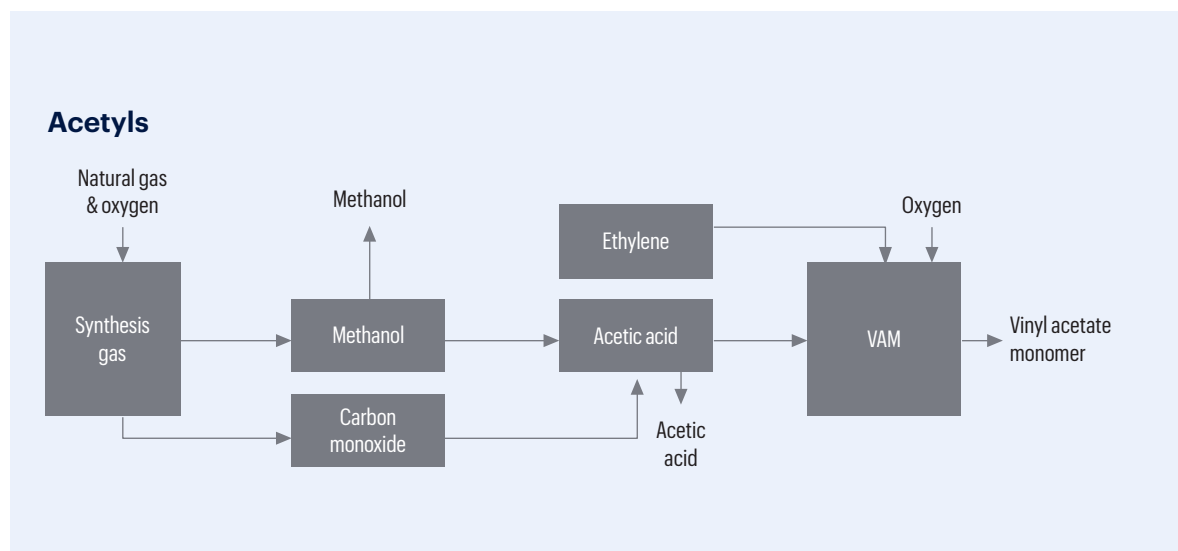 Acetyls
Natural gas
& oxygen
Methanol
Oxygen
Ethylene
Synthesis
gas
Methanol
Acetic acid
VAM
Vinyl acetate
monomer
Carbon
monoxide
Acetic
acid